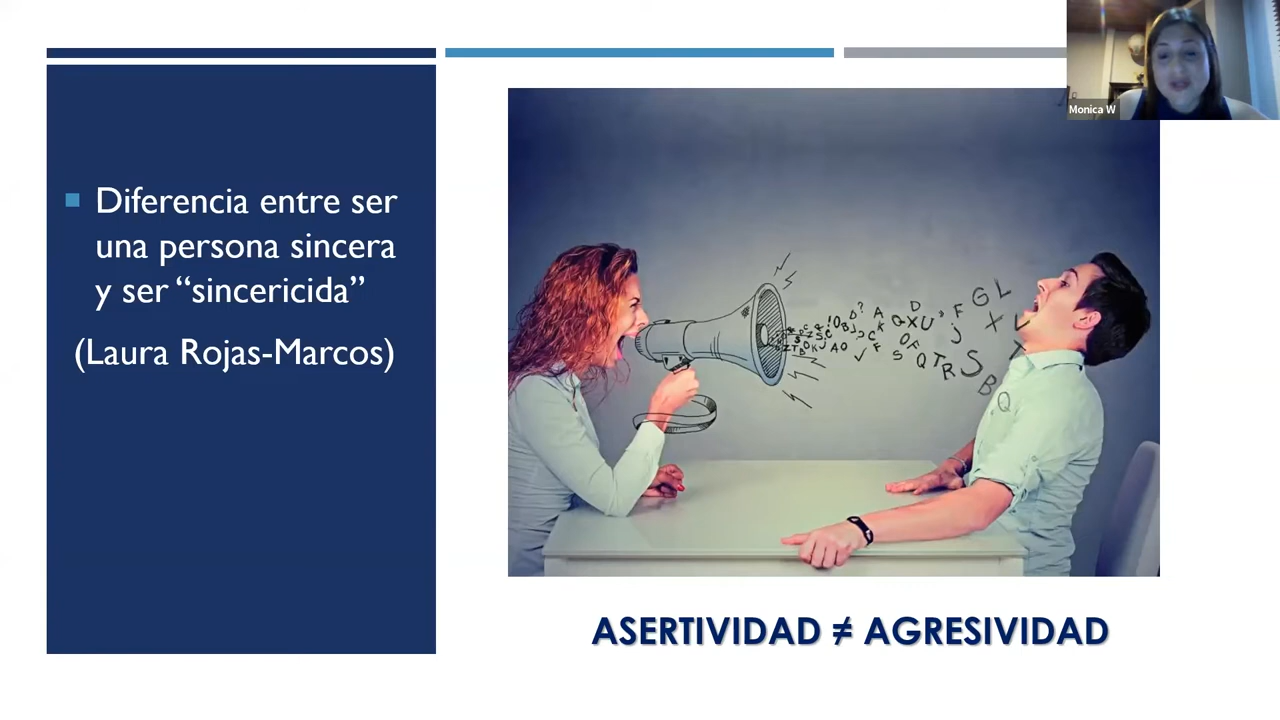 Diferencia entre ser
una persona sincera
y ser “sincericida”
(Laura Rojas-Marcos)
Monica W
ASERTIVIDAD ≠ AGRESIVIDAD